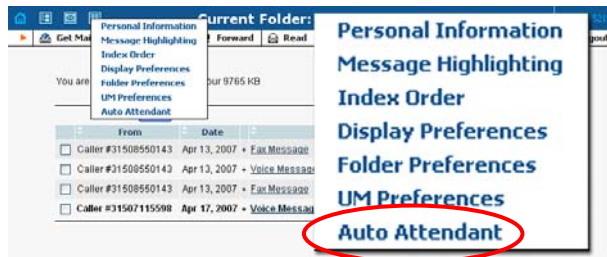 Current Folder:
Get Mai
Forward
Read
Personal Information
Message Highlighting
Index Order
Display Preferences
Folder Preferences
UM Preferences
Auto Attendant
You are
our 9765 KB
From Date
Caller #31508550143 Apr 13, 2007 + Fax Message
Caller #31508550143 Apr 13, 2007 + Voice Message
Caller #31508550143 Apr 13, 2007 + Fax Message
Caller #31507115598 Apr 17, 2007 + Voice Messag
Personal Information
Message Highlighting
Index Order
Display Preferences
Folder Preferences
UM Preferences
Auto Attendant